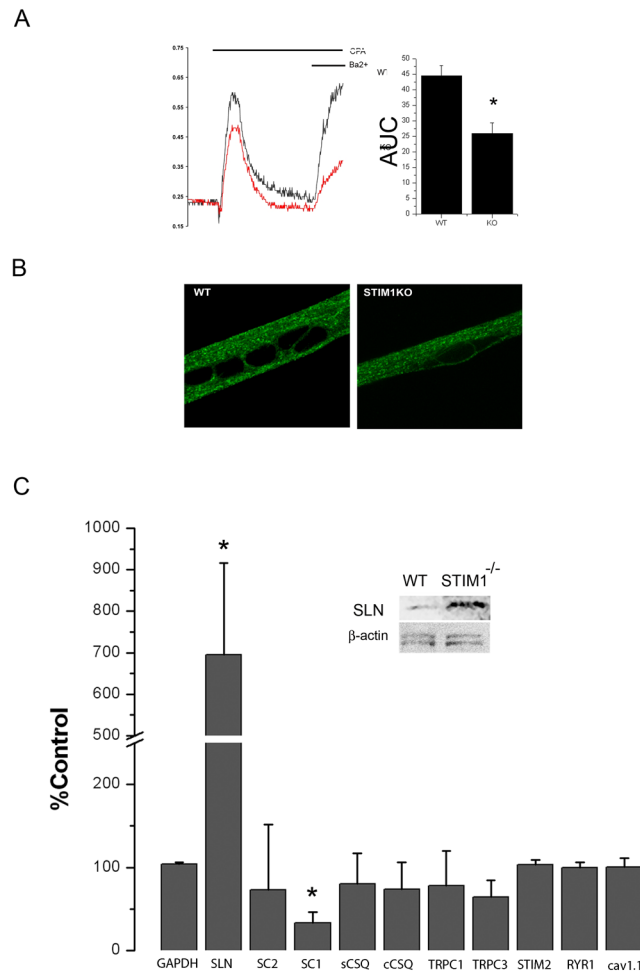 A
0.75
0.65
0.55
0.45
0.35
0.25
0.15
CPA
Ba2+
WT
KO
AUC
50
45
40
35
30
25
20
15
10
5
0
WT
KO
*
B
WT
STIM1KO
C
%Control
1000
900
800
700
600
500
200
100
0
*
*
WT STIM1-/-
SLN
β-actin
GAPDH SLN SC2 SC1 sCSQ cCSQ TRPC1 TRPC3 STIM2 RYR1 cav1.1